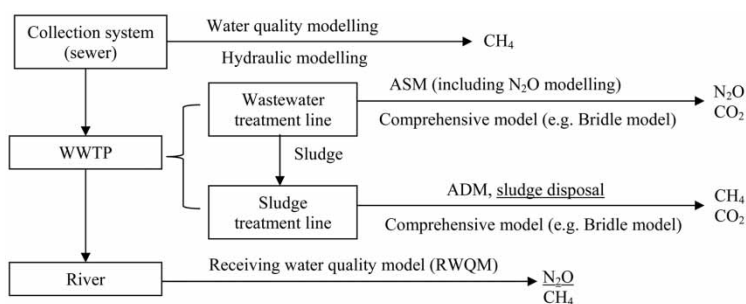 Collection system
(sewer)
Water quality modelling
Hydraulic modelling
CH₄
WWTP
Wastewater
treatment line
ASM (including N₂O modelling)
Comprehensive model (e.g. Bridle model)
N₂O
CO₂
Sludge
Sludge
treatment line
ADM, sludge disposal
Comprehensive model (e.g. Bridle model)
CH₄
CO₂
River
Receiving water quality model (RWQM)
N₂O
CH₄